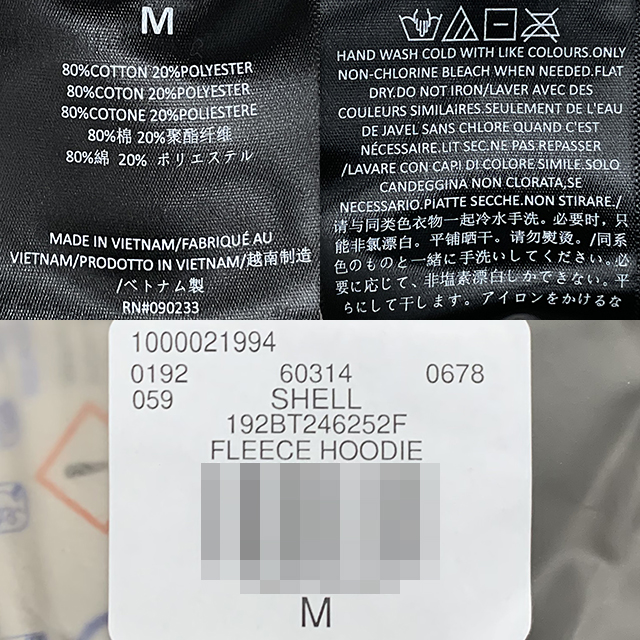 M
80%COTTON 20%POLYESTER
80%COTTON 20%POLYESTER
80%COTONE 20%POLIESTERE
80%棉 20%聚酯纤维
80%綿 20% ポリエステル
MADE IN VIETNAM/FABRIQUÉ AU
VIETNAM/PRODOTTO IN VIETNAM/越南制造
/ベトナム製
RN#090233
HAND WASH COLD WITH LIKE COLOURS.ONLY
NON-CHLORINE BLEACH WHEN NEEDED.FLAT
DRY.DO NOT IRON/LAVER AVEC DES
COULEURS SIMILAIRES.SEULEMENT DE L'EAU
DE JAVEL SANS CHLORE QUAND C'EST
NÉCESSAIRE.LIT SEC.NE PAS REPASSER
/LAVARE CON CAPI DI COLORE SIMILE.SOLO
CANDEGGINA NON CLORATA,SE
NECESSARIO.PIATTE SECCHE.NON STIRARE./
请与同类色衣物一起冷水手洗。必要时,只
能非氯漂白。平铺晒干。请勿熨烫。/同系
色のものと一緒に手洗いしてください。必
要に応じて、非塩素漂白しかできない。平
らにして干します。アイロンをかけるな
1000021994
0192 60314 0678
059 SHELL
192BT246252F
FLEECE HOODIE
M